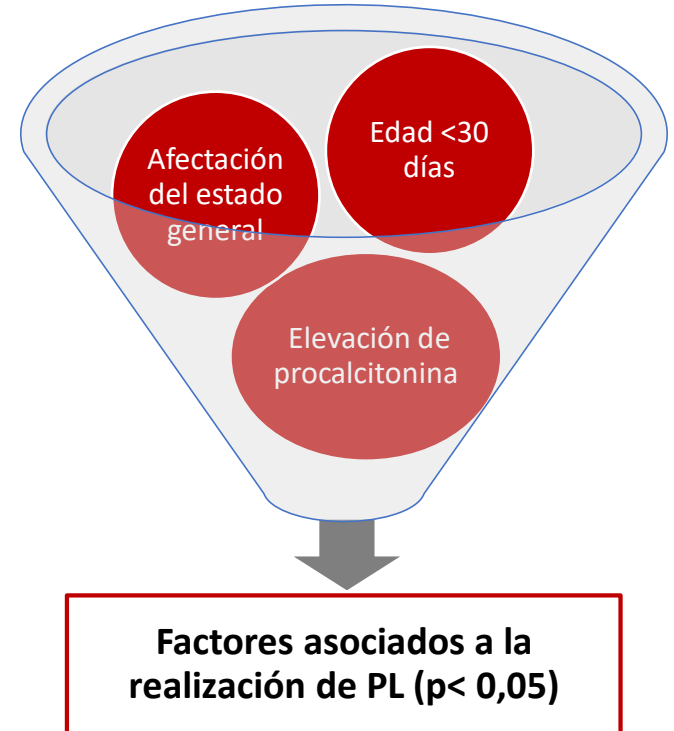 Afectación
del estado
general
Edad <30
días
Elevación de
procalcitonina
Factores asociados a la
realización de PL (p< 0,05)